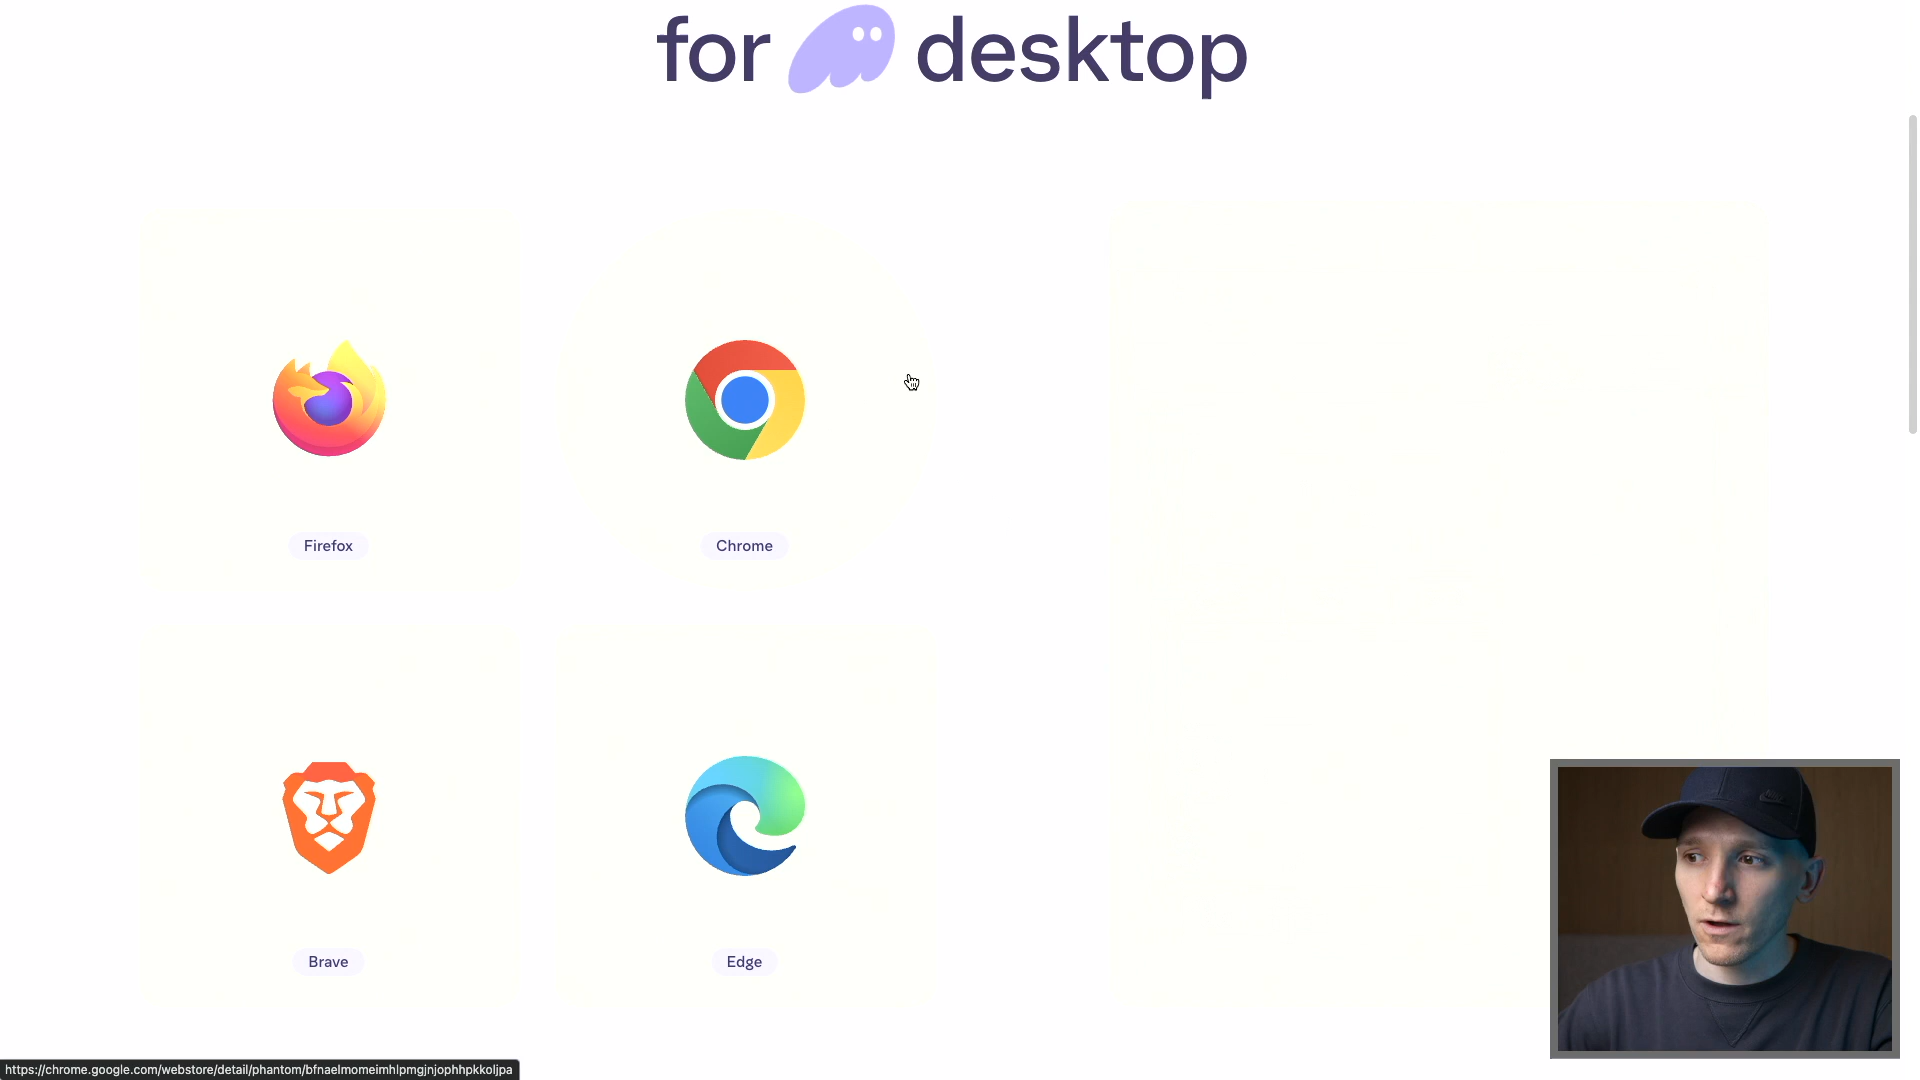 for desktop
Firefox
Chrome
Brave
Edge
https://chrome.google.com/webstore/detail/phantom/bfnaelmomeimhlpmgjnjophhpkkoljpa